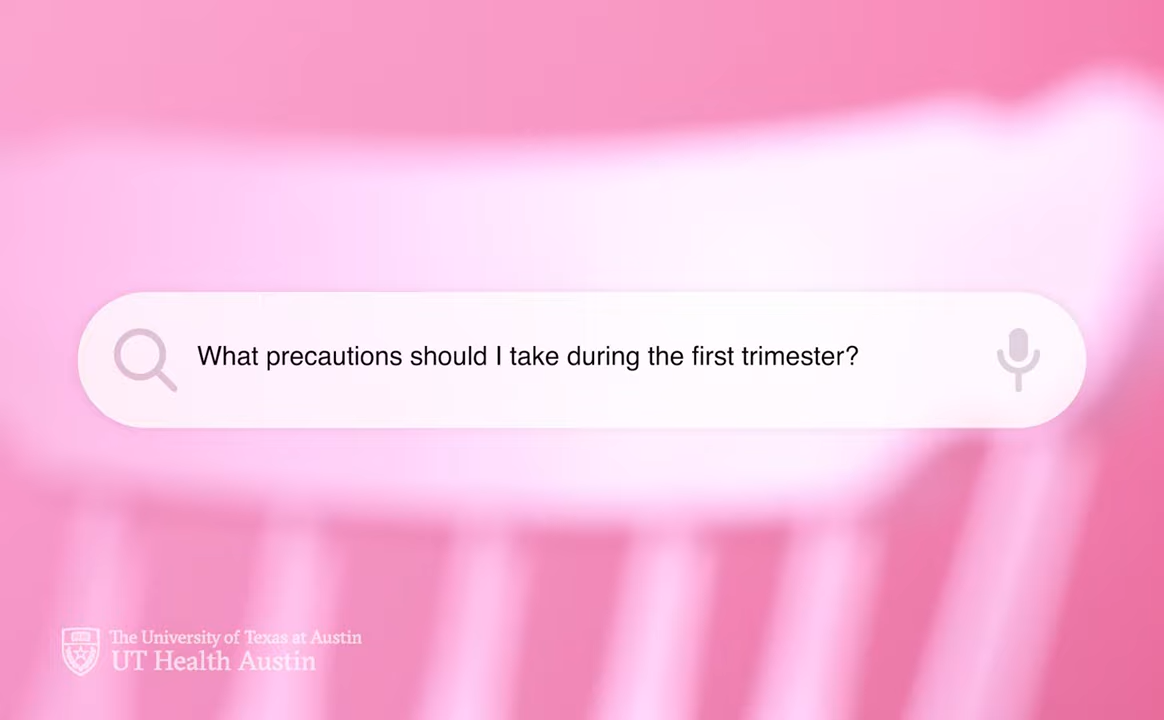 What precautions should I take during the first trimester?
The University of Texas at Austin
UT Health Austin